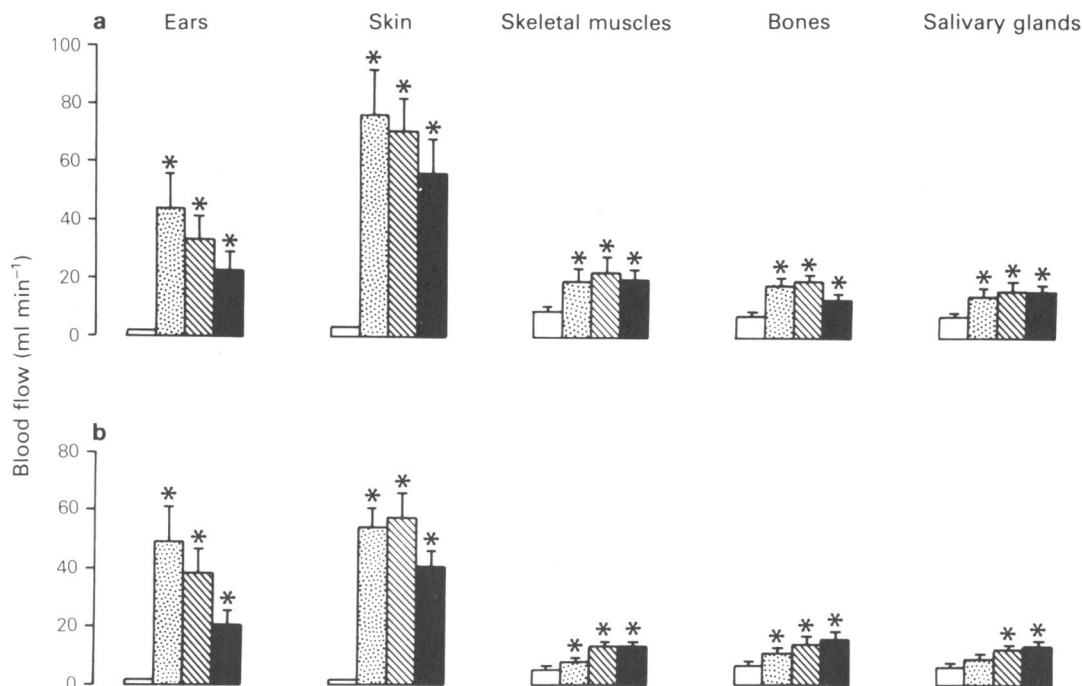 a Ears Skin Skeletal muscles Bones Salivary glands
100
80
60
40
20
0
* * * * * * * * * * * * * * *
Blood flow (ml min⁻¹)
b
80
60
40
20
0
* * * * * * * * * * * * * *